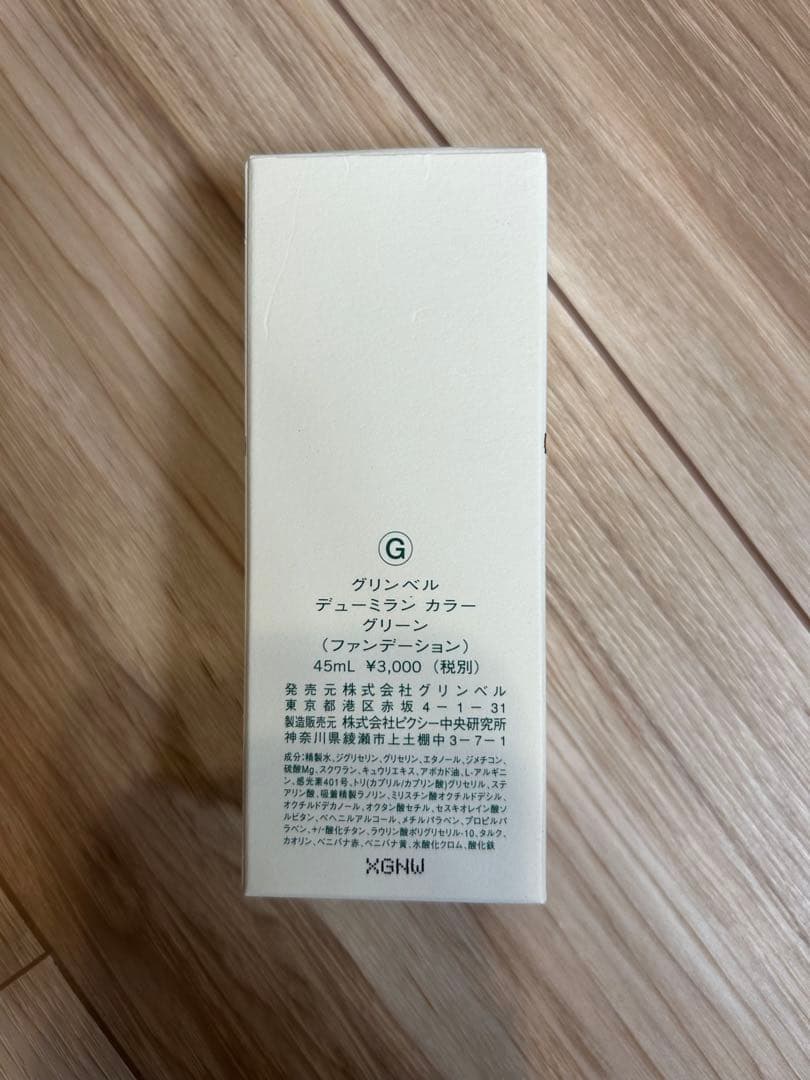 G
グリンベル
デューミラン カラー
グリーン
（ファンデーション）
45mL ¥3,000（税別）
発売元株式会社グリンベル
東京都港区赤坂4－1－31
製造販売元 株式会社ピクシー中央研究所
神奈川県綾瀬市上土棚中3－7－1
成分：精製水、ジグリセリン、グリセリン、エタノール、ジメチコン、
硫酸Mg、スクワラン、キュウリエキス、アボカド油、L-アルギニ
ン、感光素401号、トリ(カプリル/カプリン酸)グリセリル、ステ
アリン酸、吸着精製ラノリン、ミリスチン酸オクチルドデシル、
オクチルドデカノール、オクタン酸セチル、セスキオレイン酸ソ
ルビタン、ベヘニルアルコール、メチルパラベン、プロピルパ
ラベン、+/-酸化チタン、ラウリン酸ポリグリセリル-10、タルク、
カオリン、ベニバナ赤、ベニバナ黄、水酸化クロム、酸化鉄
XGNW